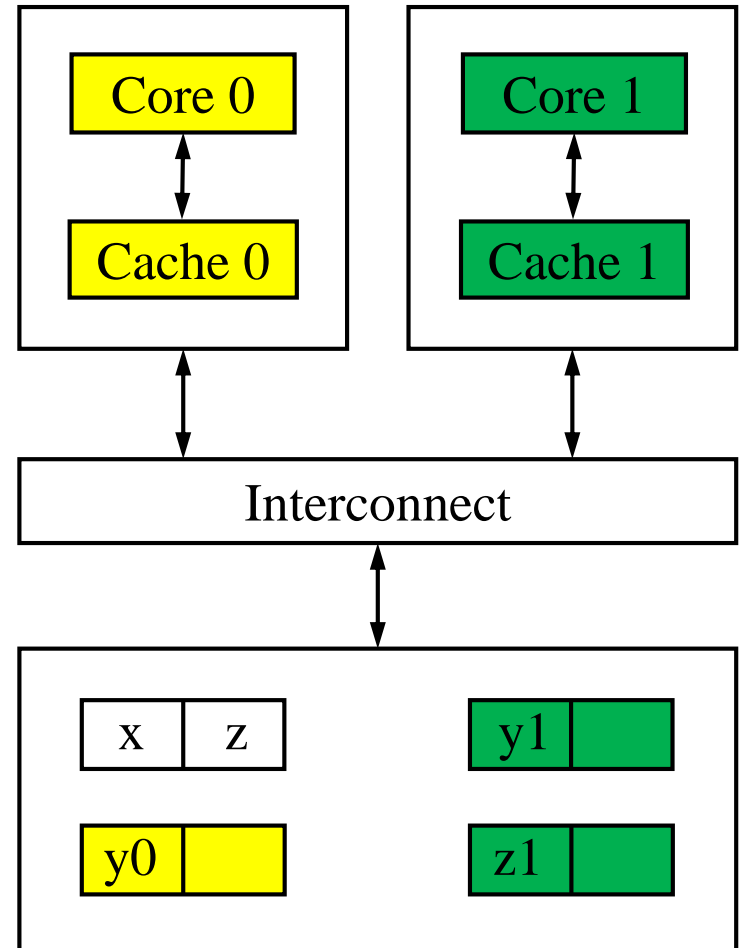 Core 0
Core 1
Cache 0
Cache 1
Interconnect
x z
y1
y0
z1